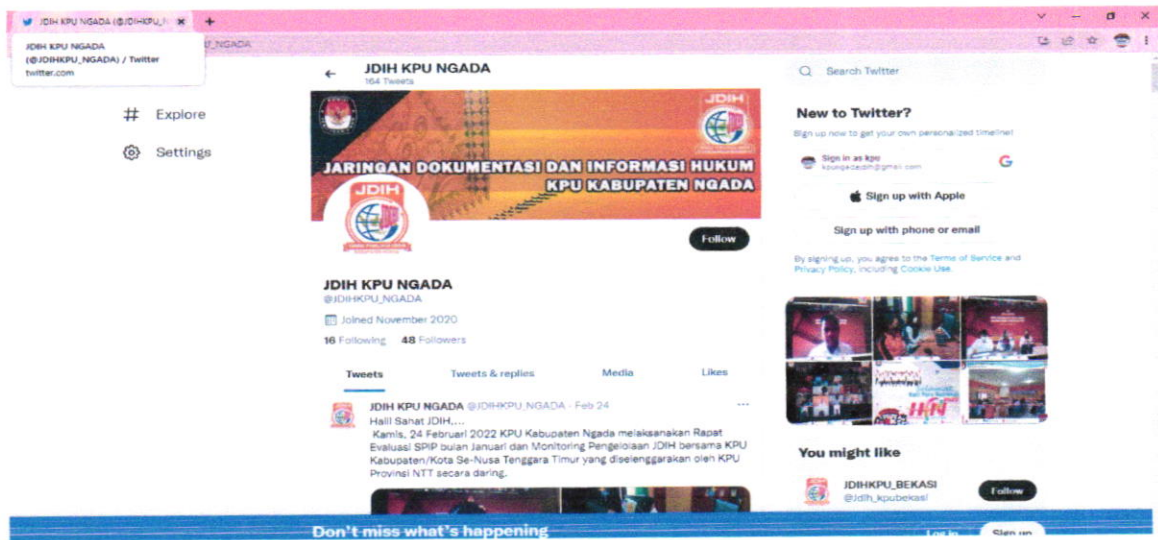 JDIH KPU NGADA (@JDIHKPU_N
JDIH KPU NGADA
(@JDIHKPU_NGADA) / Twitter
twitter.com
_NGADA
Explore
Settings
JDIH KPU NGADA
164 Tweets
JDIH
JARINGAN DOKUMENTASI DAN INFORMASI HUKUM
KPU KABUPATEN NGADA
JDIH
Follow
JDIH KPU NGADA
@JDIHKPU_NGADA
Joined November 2020
16 Following 48 Followers
Tweets Tweets & replies Media Likes
JDIH KPU NGADA @JDIHKPU_NGADA · Feb 24
Haiii Sahat JDIH,...
Kamis, 24 Februari 2022 KPU Kabupaten Ngada melaksanakan Rapat
Evaluasi SPIP bulan Januari dan Monitoring Pengelolaan JDIH bersama KPU
Kabupaten/Kota Se-Nusa Tenggara Timur yang diselenggarakan oleh KPU
Provinsi NTT secara daring.
Search Twitter
New to Twitter?
Sign up now to get your own personalized timeline!
Sign in as kpu
Sign up with Apple
Sign up with phone or email
By signing up, you agree to the Terms of Service and
Privacy Policy, including Cookie Use.
You might like
JDIHKPU_BEKASI
@Jdih_kpubekasi
Follow
Don't miss what's happening
Log in Sign up